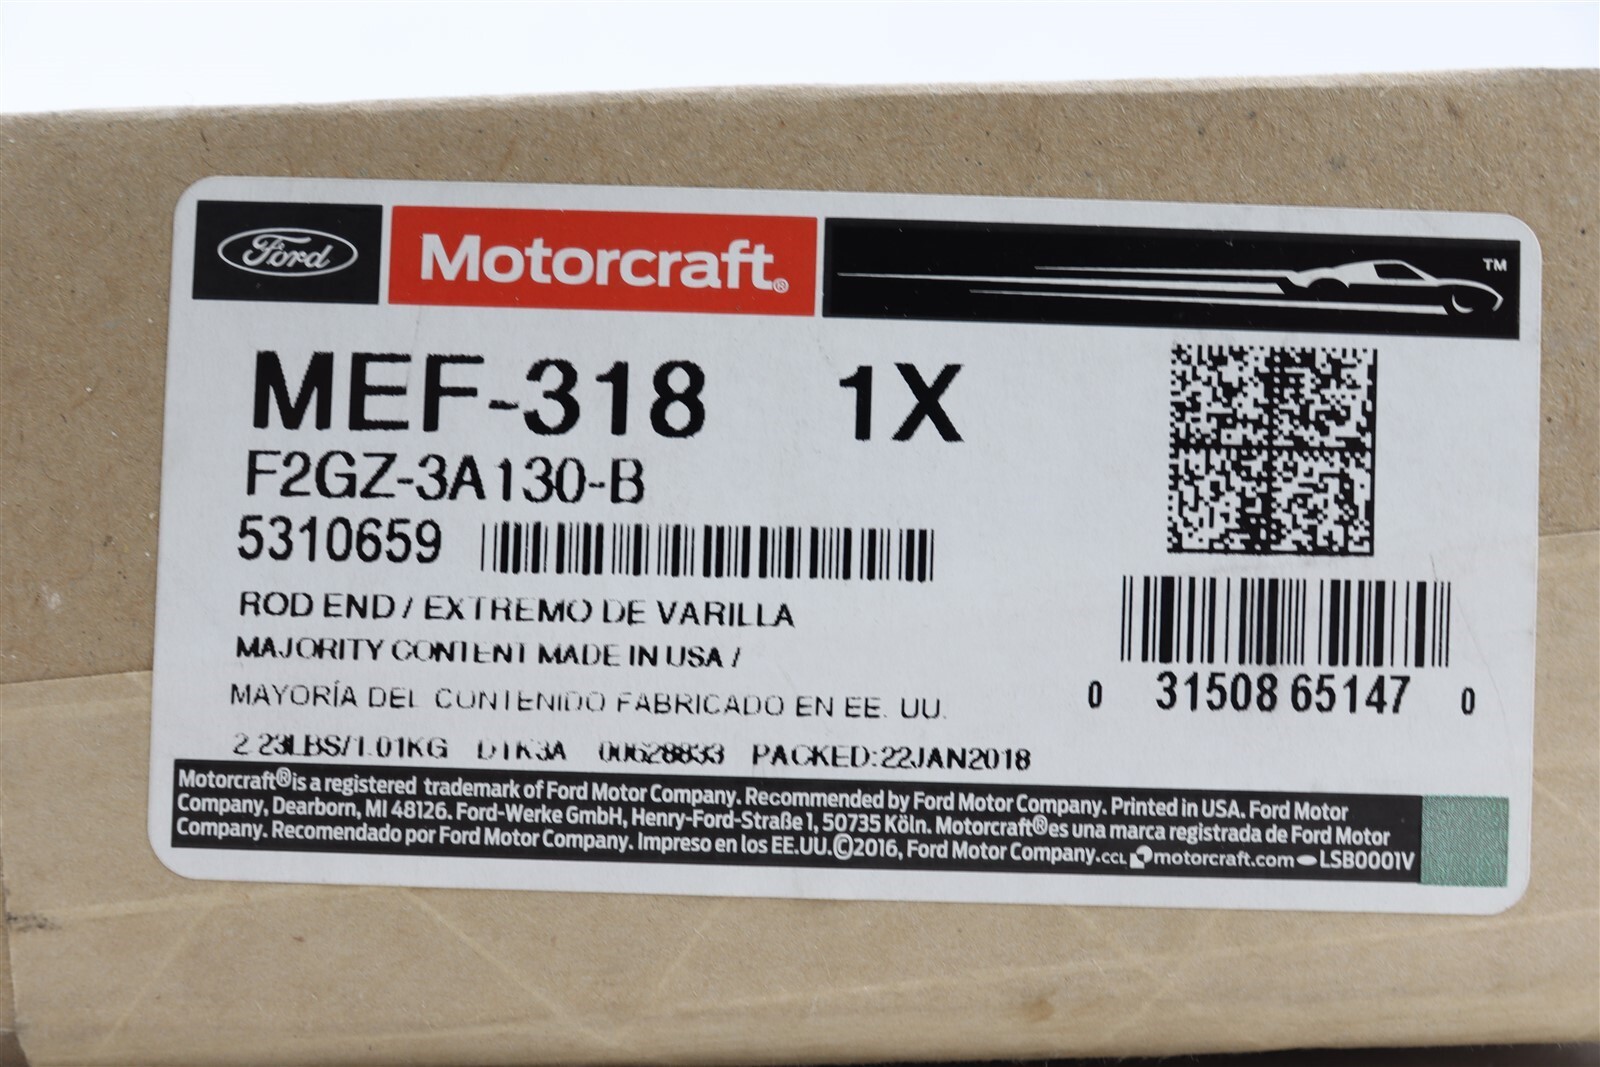 Ford Motorcraft® ™
MEF-318 1X
F2GZ-3A130-B
5310659
ROD END / EXTREMO DE VARILLA
MAJORITY CONTENT MADE IN USA /
MAYORÍA DEL CONTENIDO FABRICADO EN EE. UU.
0 31508 65147 0
2.23LBS/1.01KG D1K3A 00628833 PACKED:22JAN2018
Motorcraft® is a registered trademark of Ford Motor Company. Recommended by Ford Motor Company. Printed in USA. Ford Motor
Company, Dearborn, MI 48126. Ford-Werke GmbH, Henry-Ford-Straße 1, 50735 Köln. Motorcraft® es una marca registrada de Ford Motor
Company. Recomendado por Ford Motor Company. Impreso en los EE.UU. ©2016, Ford Motor Company. CCL motorcraft.com LSB0001V